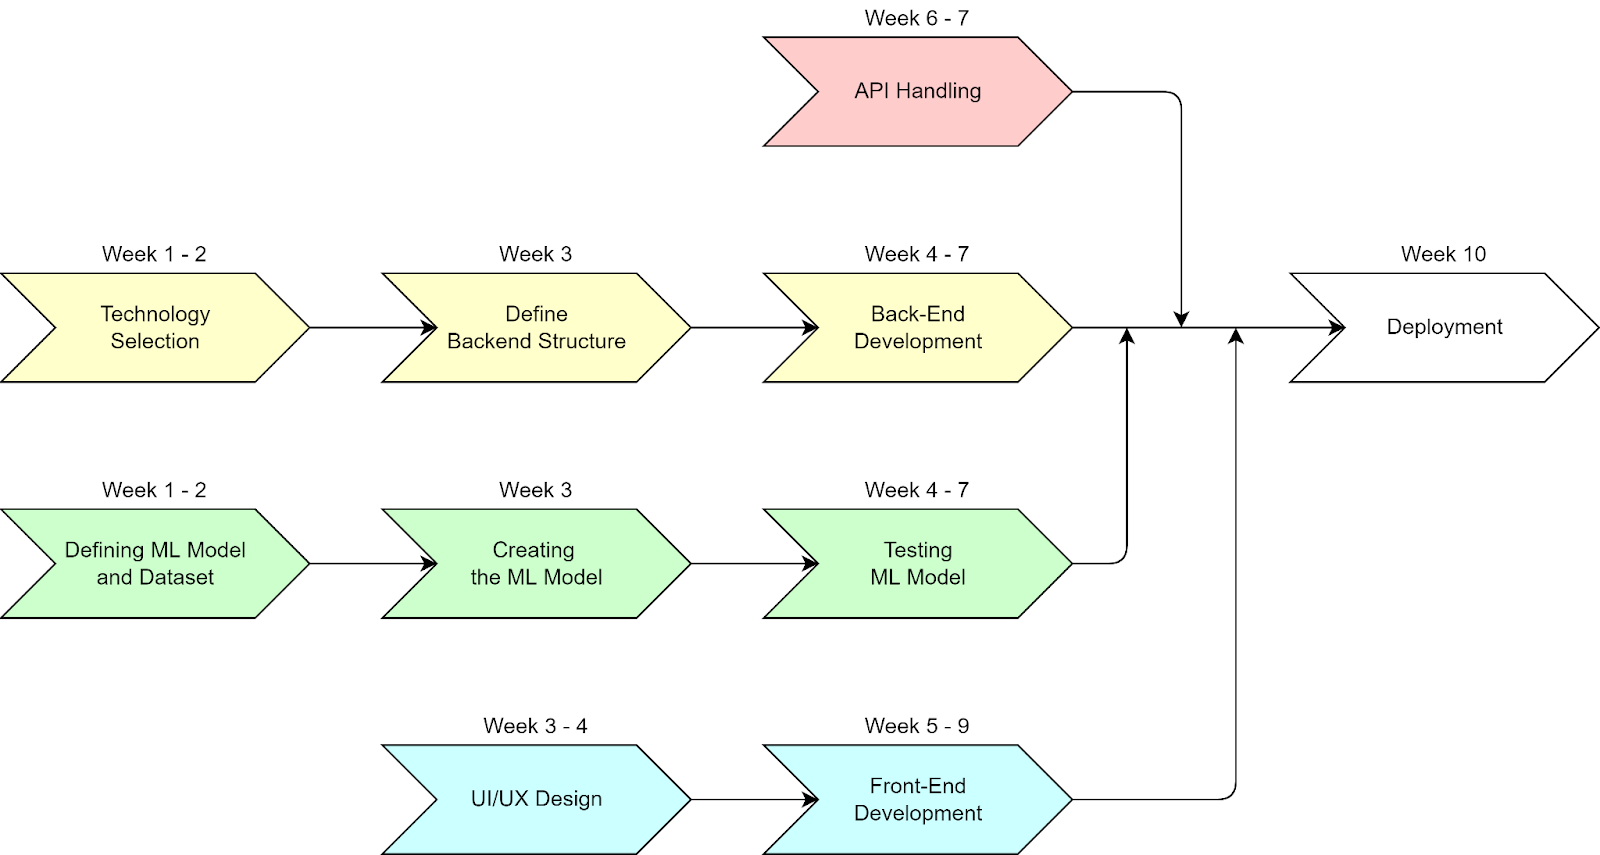 Week 6 - 7
API Handling
Week 1 - 2
Technology
Selection
Week 3
Define
Backend Structure
Week 4 - 7
Back-End
Development
Week 10
Deployment
Week 1 - 2
Defining ML Model
and Dataset
Week 3
Creating
the ML Model
Week 4 - 7
Testing
ML Model
Week 3 - 4
UI/UX Design
Week 5 - 9
Front-End
Development